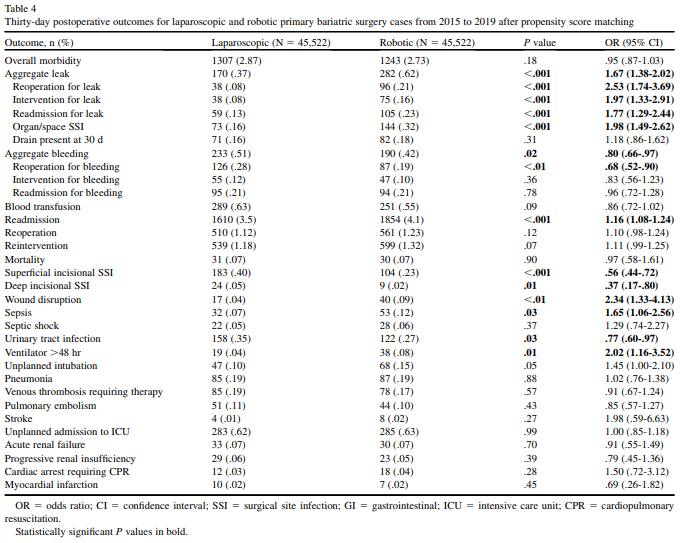 Table 4
Thirty-day postoperative outcomes for laparoscopic and robotic primary bariatric surgery cases from 2015 to 2019 after propensity score matching
Outcome, n (%) Laparoscopic (N = 45,522) Robotic (N = 45,522) P value OR (95% CI)
Overall morbidity 1307 (2.87) 1243 (2.73) .18 .95 (.87-1.03)
Aggregate leak 170 (.37) 282 (.62) <.001 1.67 (1.38-2.02)
Reoperation for leak 38 (.08) 96 (.21) <.001 2.53 (1.74-3.69)
Intervention for leak 38 (.08) 75 (.16) <.001 1.97 (1.33-2.91)
Readmission for leak 59 (.13) 105 (.23) <.001 1.77 (1.29-2.44)
Organ/space SSI 73 (.16) 144 (.32) <.001 1.98 (1.49-2.62)
Drain present at 30 d 71 (.16) 82 (.18) .31 1.18 (.86-1.62)
Aggregate bleeding 233 (.51) 190 (.42) .02 .80 (.66-.97)
Reoperation for bleeding 126 (.28) 87 (.19) <.01 .68 (.52-.90)
Intervention for bleeding 55 (.12) 47 (.10) .36 .83 (.56-1.23)
Readmission for bleeding 95 (.21) 94 (.21) .78 .96 (.72-1.28)
Blood transfusion 289 (.63) 251 (.55) .09 .86 (.72-1.02)
Readmission 1610 (3.5) 1854 (4.1) <.001 1.16 (1.08-1.24)
Reoperation 510 (1.12) 561 (1.23) .12 1.10 (.98-1.24)
Reintervention 539 (1.18) 599 (1.32) .07 1.11 (.99-1.25)
Mortality 31 (.07) 30 (.07) .90 .97 (.58-1.61)
Superficial incisional SSI 183 (.40) 104 (.23) <.001 .56 (.44-.72)
Deep incisional SSI 24 (.05) 9 (.02) .01 .37 (.17-.80)
Wound disruption 17 (.04) 40 (.09) <.01 2.34 (1.33-4.13)
Sepsis 32 (.07) 53 (.12) .03 1.65 (1.06-2.56)
Septic shock 22 (.05) 28 (.06) .37 1.29 (.74-2.27)
Urinary tract infection 158 (.35) 122 (.27) .03 .77 (.60-.97)
Ventilator >48 hr 19 (.04) 38 (.08) .01 2.02 (1.16-3.52)
Unplanned intubation 47 (.10) 68 (.15) .05 1.45 (1.00-2.10)
Pneumonia 85 (.19) 87 (.19) .88 1.02 (.76-1.38)
Venous thrombosis requiring therapy 85 (.19) 78 (.17) .57 .91 (.67-1.24)
Pulmonary embolism 51 (.11) 44 (.10) .43 .85 (.57-1.27)
Stroke 4 (.01) 8 (.02) .27 1.98 (.59-6.63)
Unplanned admission to ICU 283 (.62) 285 (.63) .99 1.00 (.85-1.18)
Acute renal failure 33 (.07) 30 (.07) .70 .91 (.55-1.49)
Progressive renal insufficiency 29 (.06) 23 (.05) .39 .79 (.45-1.36)
Cardiac arrest requiring CPR 12 (.03) 18 (.04) .28 1.50 (.72-3.12)
Myocardial infarction 10 (.02) 7 (.02) .45 .69 (.26-1.82)
OR = odds ratio; CI = confidence interval; SSI = surgical site infection; GI = gastrointestinal; ICU = intensive care unit; CPR = cardiopulmonary
resuscitation.
Statistically significant P values in bold.